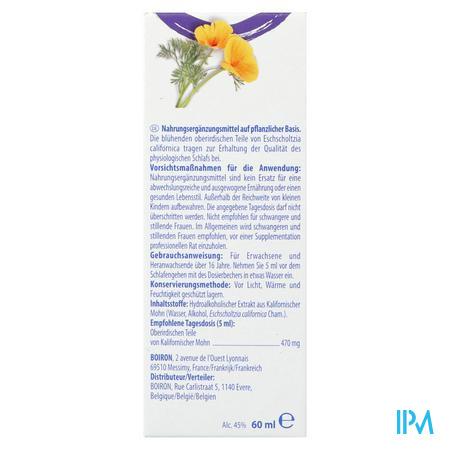 DE Nahrungsergänzungsmittel auf pflanzlicher Basis.
Die blühenden oberirdischen Teile von Eschscholtzia
californica tragen zur Erhaltung der Qualität des
physiologischen Schlafs bei.
Vorsichtsmaßnahmen für die Anwendung:
Nahrungsergänzungsmittel sind kein Ersatz für eine
abwechslungsreiche und ausgewogene Ernährung oder einen
gesunden Lebensstil. Außerhalb der Reichweite von kleinen
Kindern aufbewahren. Die angegebene Tagesdosis darf nicht
überschritten werden. Nicht empfohlen für schwangere und
stillende Frauen. Im Allgemeinen wird schwangeren und
stillenden Frauen empfohlen, vor einer Supplementation
professionellen Rat einzuholen.
Gebrauchsanweisung: Für Erwachsene und
Heranwachsende über 16 Jahre. Nehmen Sie 5 ml vor dem
Schlafengehen mit des Dosierbechers in etwas Wasser ein.
Konservierungsmethode: Vor Licht, Wärme und
Feuchtigkeit geschützt lagern.
Inhaltsstoffe: Hydroalkoholischer Extrakt aus Kalifornischer
Mohn (Wasser, Alkohol, Eschscholtzia californica Cham.).
Empfohlene Tagesdosis (5 ml):
Oberirdischen Teile
von Kalifornischer Mohn 470 mg
BOIRON, 2 avenue de l'Ouest Lyonnais
69510 Messimy, France/Frankrijk/Frankreich
Distributeur/Verteiler:
BOIRON, Rue Carlistraat 5, 1140 Evere,
Belgique/België/Belgien
Alc. 45% 60 ml e
IPM